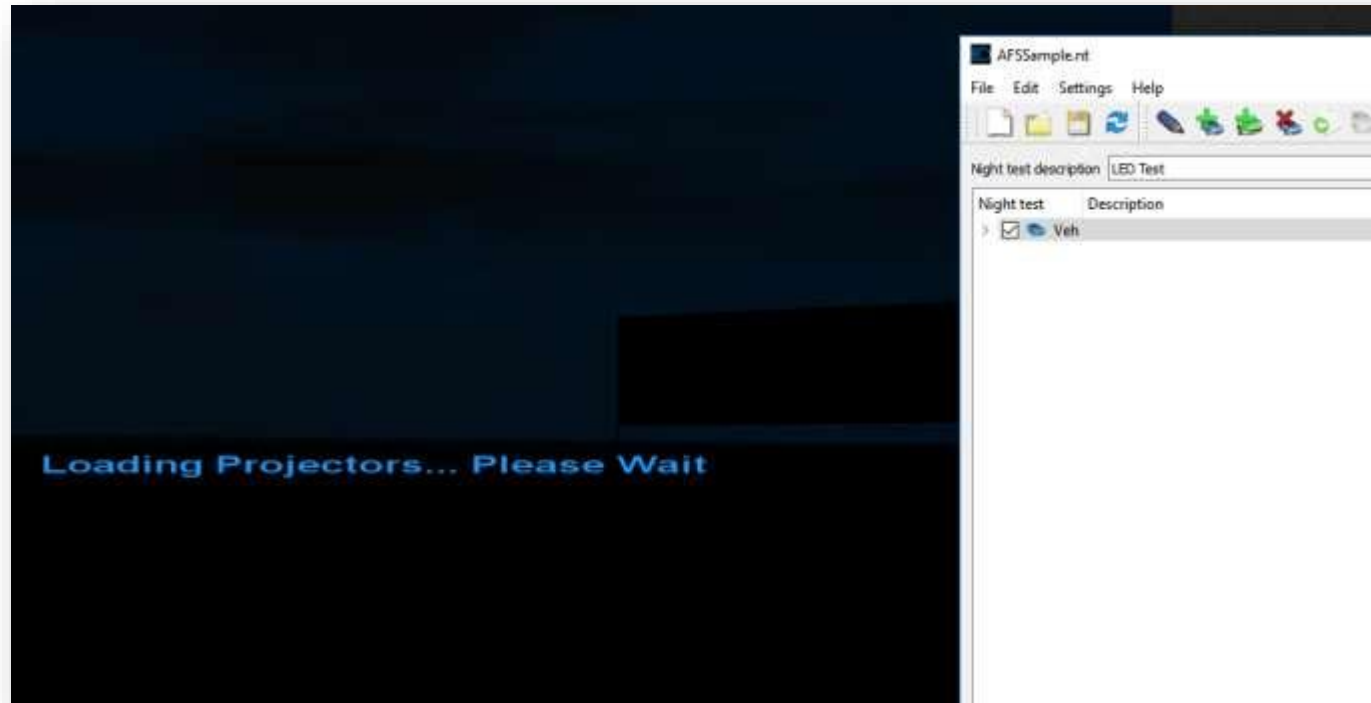 AFSSample.nt
File Edit Settings Help
Night test description LED Test
Night test Description
Veh
Loading Projectors... Please Wait